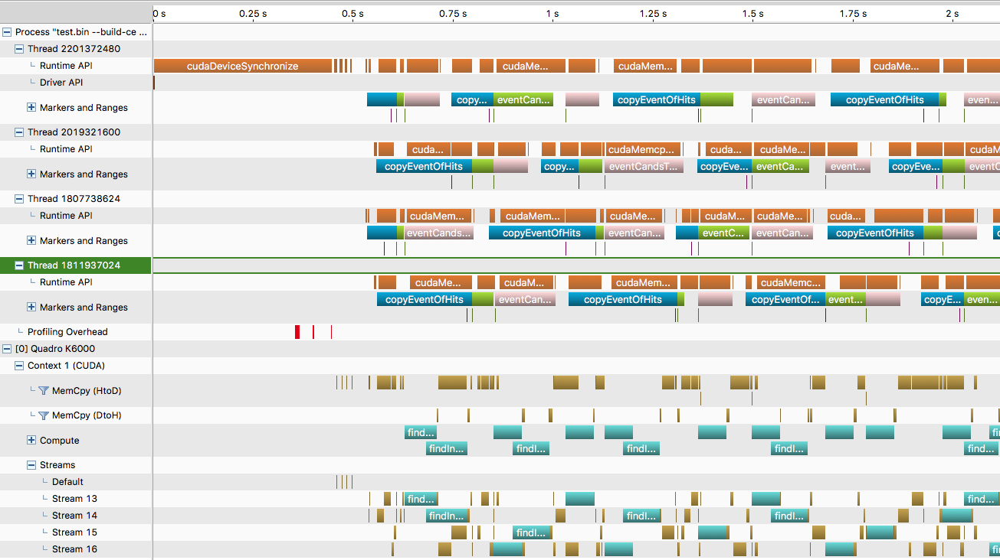 0 s 0.25 s 0.5 s 0.75 s 1 s 1.25 s 1.5 s 1.75 s 2 s
Process "test.bin --build-ce ...
Thread 2201372480
Runtime API cudaDeviceSynchronize cudaMe... cudaMem... cudaMe...
Driver API
Markers and Ranges copy... eventCan... copyEventOfHits eventCan... copyEventOfHits even...
Thread 2019321600
Runtime API cuda... cudaMemcp... cuda... cudaMe... cudaM
Markers and Ranges copyEventOfHits copy... eventCandsT... copyEve... eventCa... event... copyEve... eventC
Thread 1807738624
Runtime API cudaMem... cudaMem... cudaMe... cudaM... cudaMe... cuda...
Markers and Ranges eventCands... copyEventOfHits eventCan... eventC... eventCan... copyEventOfHits c
Thread 1811937024
Runtime API cudaMe... cudaM... cudaMem... cudaMemc...
Markers and Ranges copyEventOfHits eventCan... copyEventOfHits copyEventOf... event... copyE... even...
Profiling Overhead
[0] Quadro K6000
Context 1 (CUDA)
MemCpy (HtoD)
MemCpy (DtoH)
find... fi
Compute
findIn... findI... findI... findI... find...
Streams
Default
Stream 13 find... find...
Stream 14 findIn... findI... findI...
Stream 15 findI...
Stream 16 fi